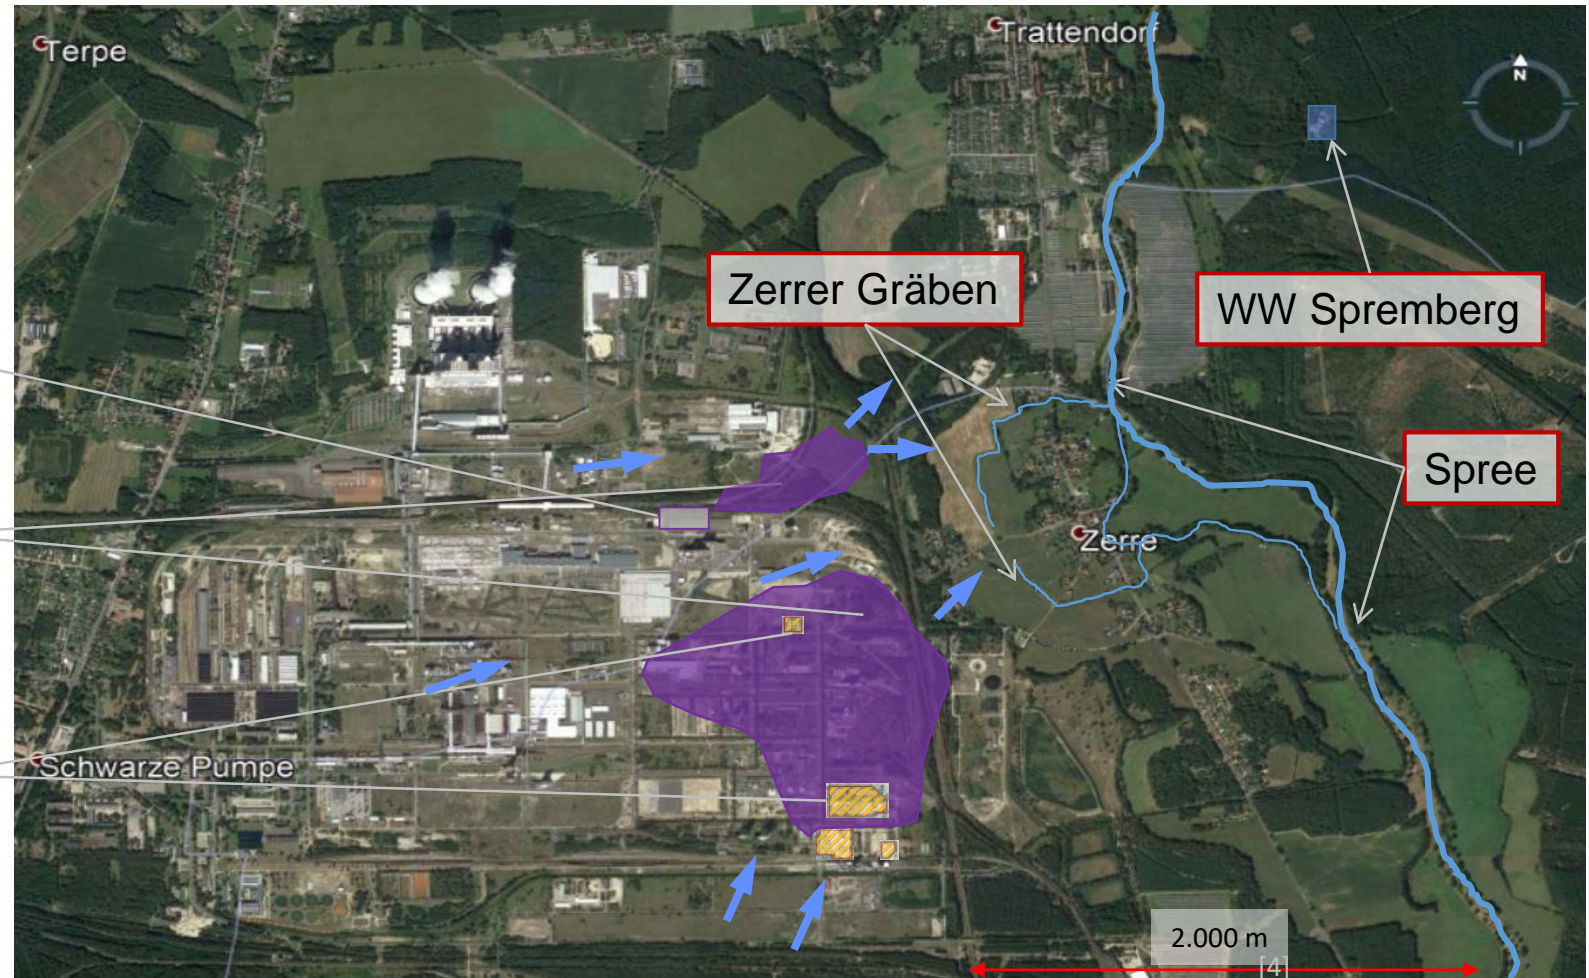 Terpe
Trattendorf
N
Zerrer Gräben
WW Spremberg
Spree
Zerre
Schwarze Pumpe
2.000 m
[4]